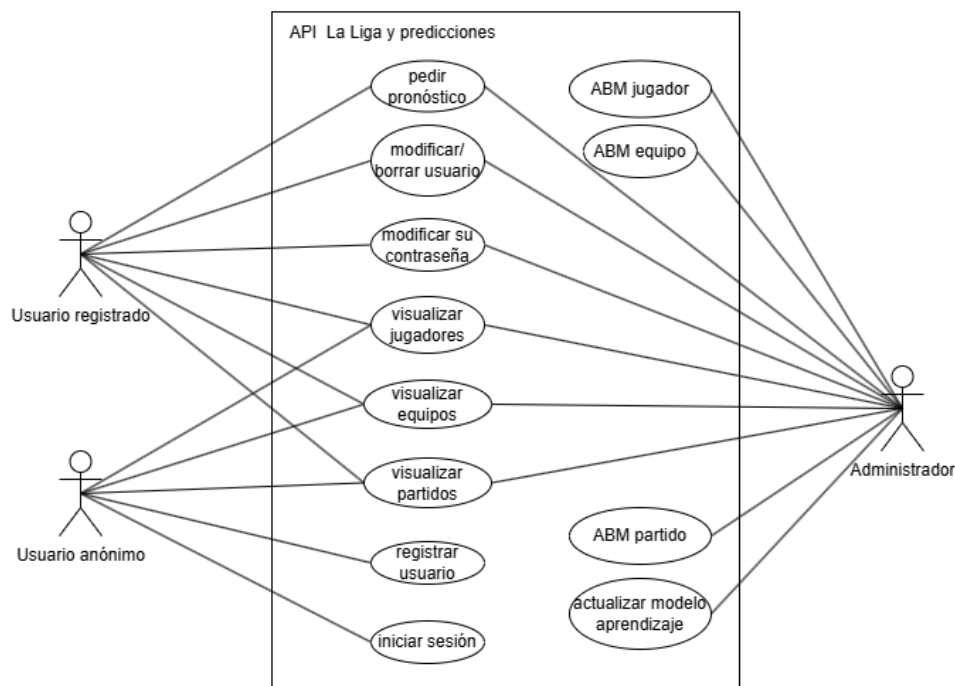 API La Liga y predicciones
pedir
pronóstico
ABM jugador
modificar/
borrar usuario
ABM equipo
modificar su
contraseña
Usuario registrado
visualizar
jugadores
visualizar
equipos
Administrador
visualizar
partidos
Usuario anónimo
ABM partido
registrar
usuario
actualizar modelo
aprendizaje
iniciar sesión